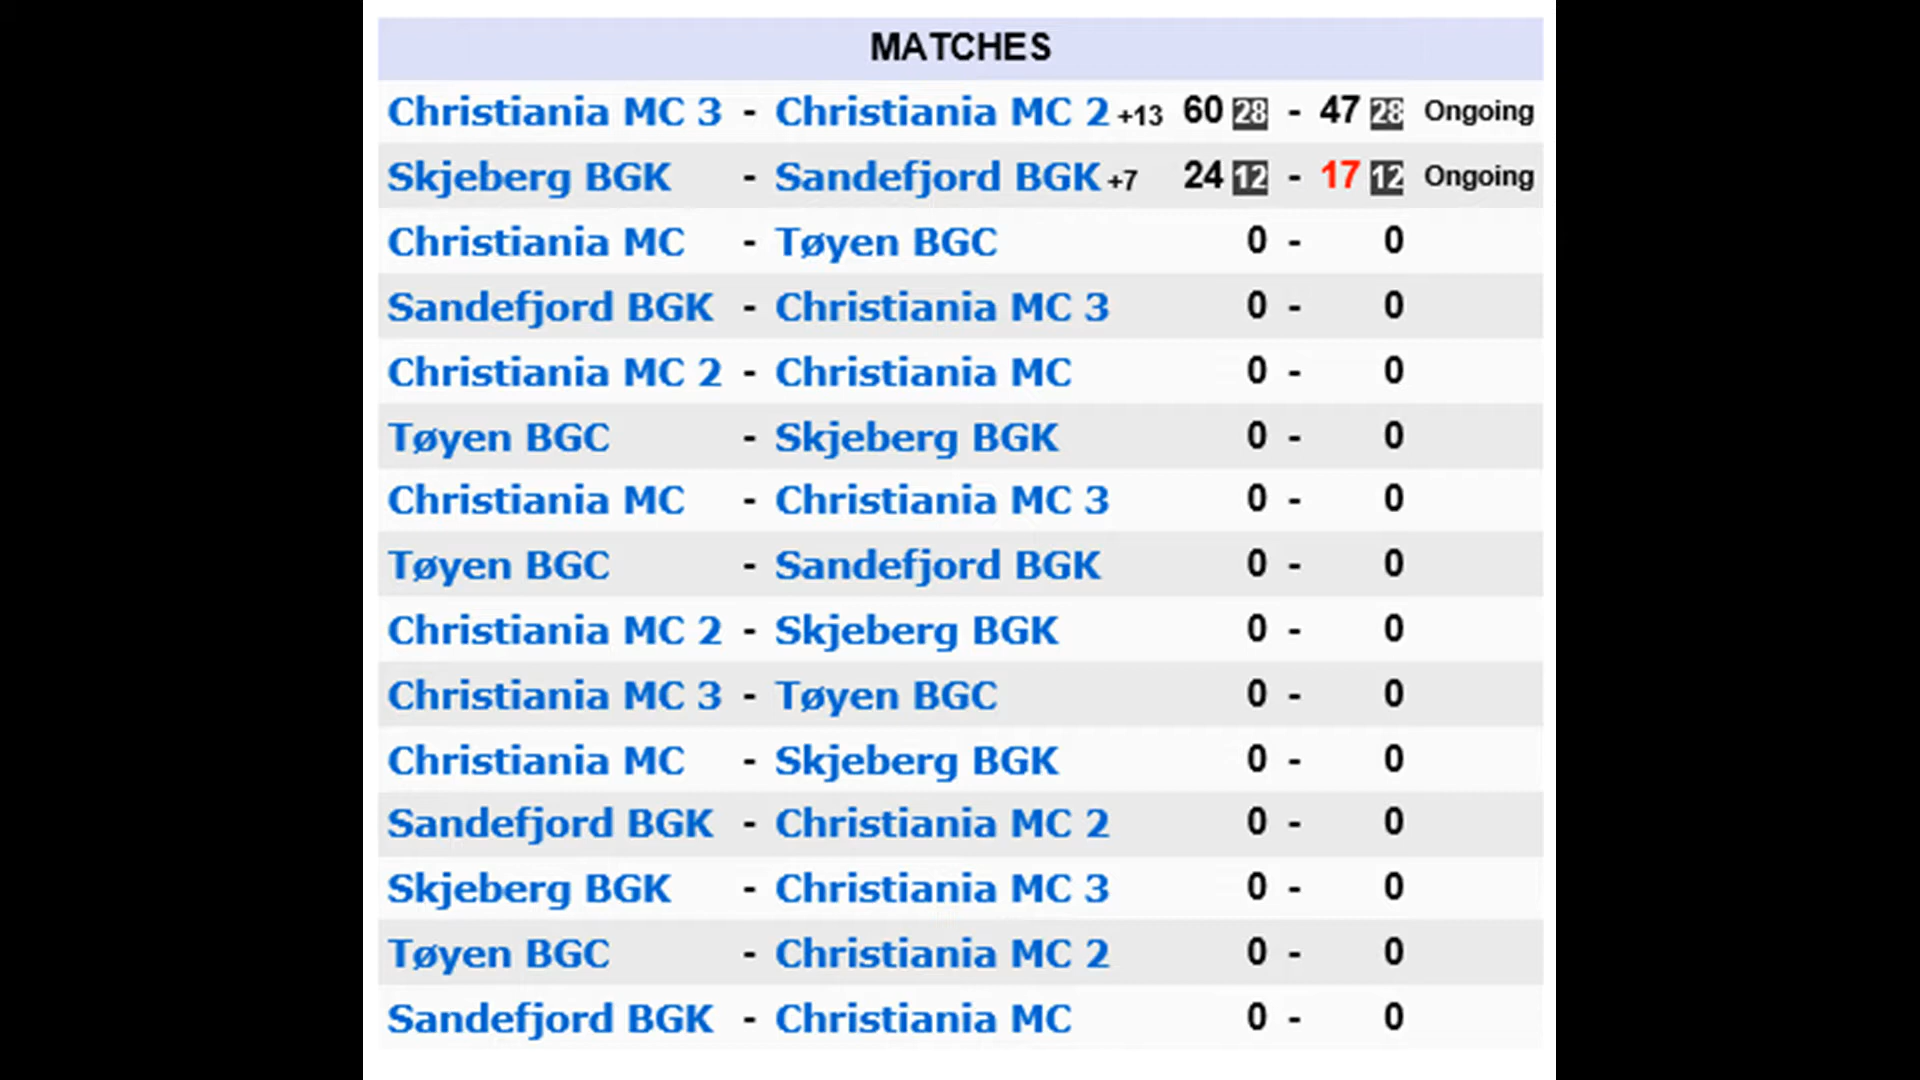 MATCHES
Christiania MC 3 - Christiania MC 2 +13 60 28 - 47 28 Ongoing
Skjeberg BGK - Sandefjord BGK +7 24 12 - 17 12 Ongoing
Christiania MC - Tøyen BGC 0 - 0
Sandefjord BGK - Christiania MC 3 0 - 0
Christiania MC 2 - Christiania MC 0 - 0
Tøyen BGC - Skjeberg BGK 0 - 0
Christiania MC - Christiania MC 3 0 - 0
Tøyen BGC - Sandefjord BGK 0 - 0
Christiania MC 2 - Skjeberg BGK 0 - 0
Christiania MC 3 - Tøyen BGC 0 - 0
Christiania MC - Skjeberg BGK 0 - 0
Sandefjord BGK - Christiania MC 2 0 - 0
Skjeberg BGK - Christiania MC 3 0 - 0
Tøyen BGC - Christiania MC 2 0 - 0
Sandefjord BGK - Christiania MC 0 - 0